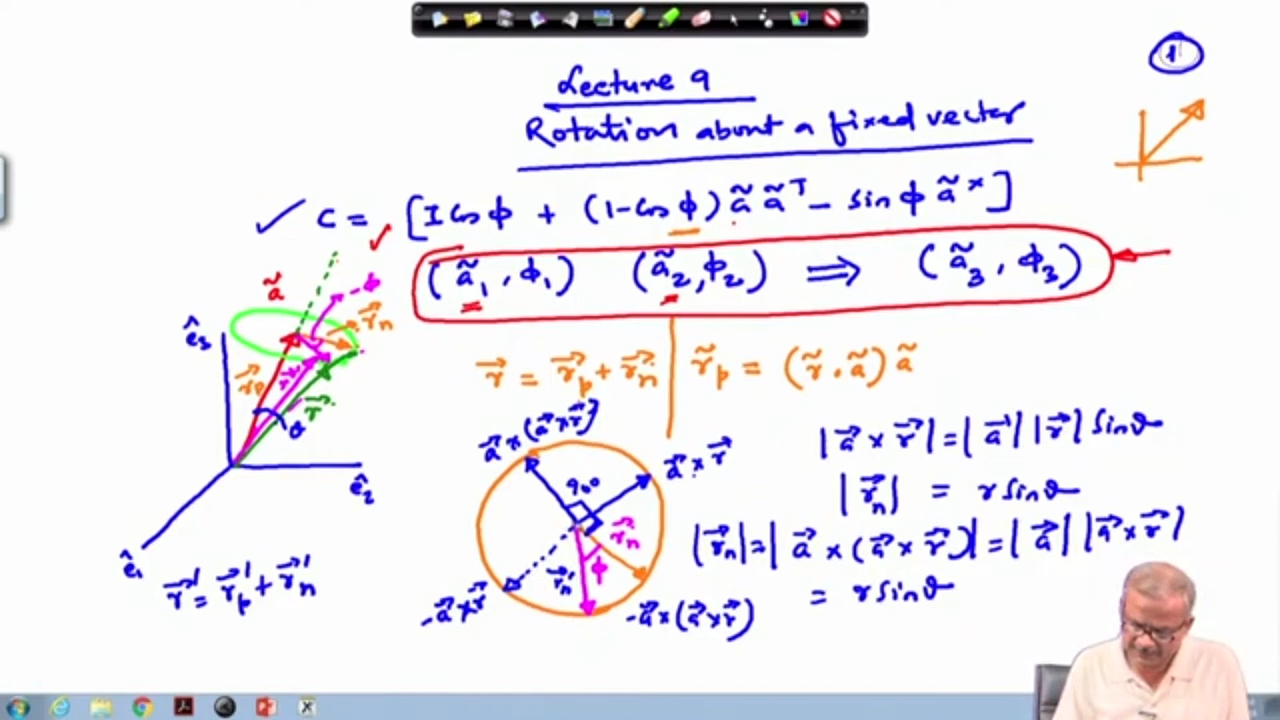 1
Lecture 9
Rotation about a fixed vector
✓ C = [I Cos ϕ + (1-Cos ϕ) ã ãᵀ - sin ϕ ã ˣ]
✓ (ã₁, ϕ₁) (ã₂, ϕ₂) ⟹ (ã₃, ϕ₃)
ã
ϕ
r⃗ₙ
ê₃
r⃗ₚ
r⃗'
r⃗
θ
ê₂
ê₁
r⃗' = r⃗ₚ' + r⃗ₙ'
r⃗ = r⃗ₚ + r⃗ₙ
r̃ₚ = (r̃ . ã) ã
a⃗ × (a⃗ × r⃗)
a⃗ × r⃗
90°
r⃗ₙ
r⃗ₙ'
ϕ
-a⃗ × r⃗
-a⃗ × (a⃗ × r⃗)
|a⃗ × r⃗| = |a⃗| |r⃗| sin θ
|r⃗ₙ| = r sin θ
|r⃗ₙ| = |a⃗ × (a⃗ × r⃗)| = |a⃗| |a⃗ × r⃗|
= r sin θ